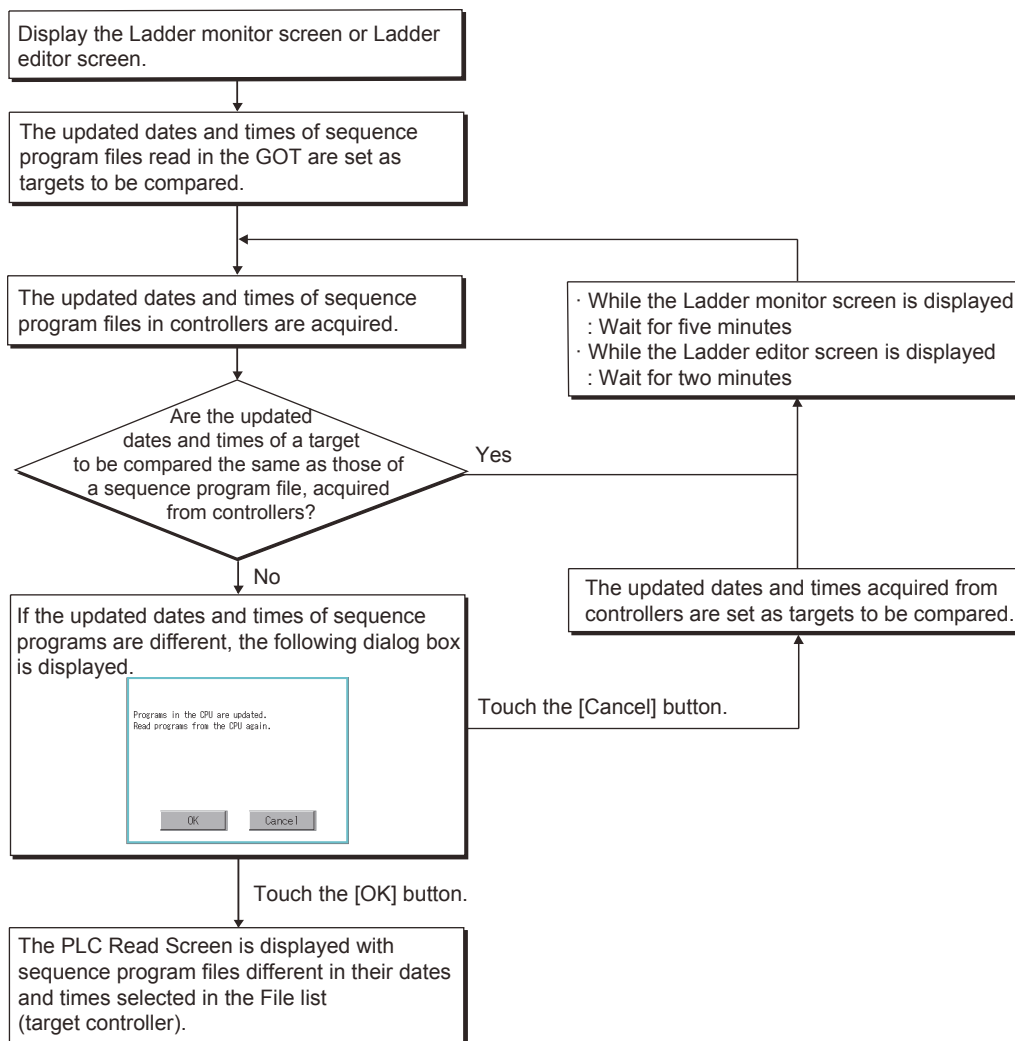 Display the Ladder monitor screen or Ladder
editor screen.
The updated dates and times of sequence
program files read in the GOT are set as
targets to be compared.
The updated dates and times of sequence
program files in controllers are acquired.
· While the Ladder monitor screen is displayed
: Wait for five minutes
· While the Ladder editor screen is displayed
: Wait for two minutes
Are the updated
dates and times of a target
to be compared the same as those of
a sequence program file, acquired
from controllers?
Yes
No
The updated dates and times acquired from
controllers are set as targets to be compared.
If the updated dates and times of sequence
programs are different, the following dialog box
is displayed.
Programs in the CPU are updated.
Read programs from the CPU again.
OK
Cancel
Touch the [Cancel] button.
Touch the [OK] button.
The PLC Read Screen is displayed with
sequence program files different in their dates
and times selected in the File list
(target controller).